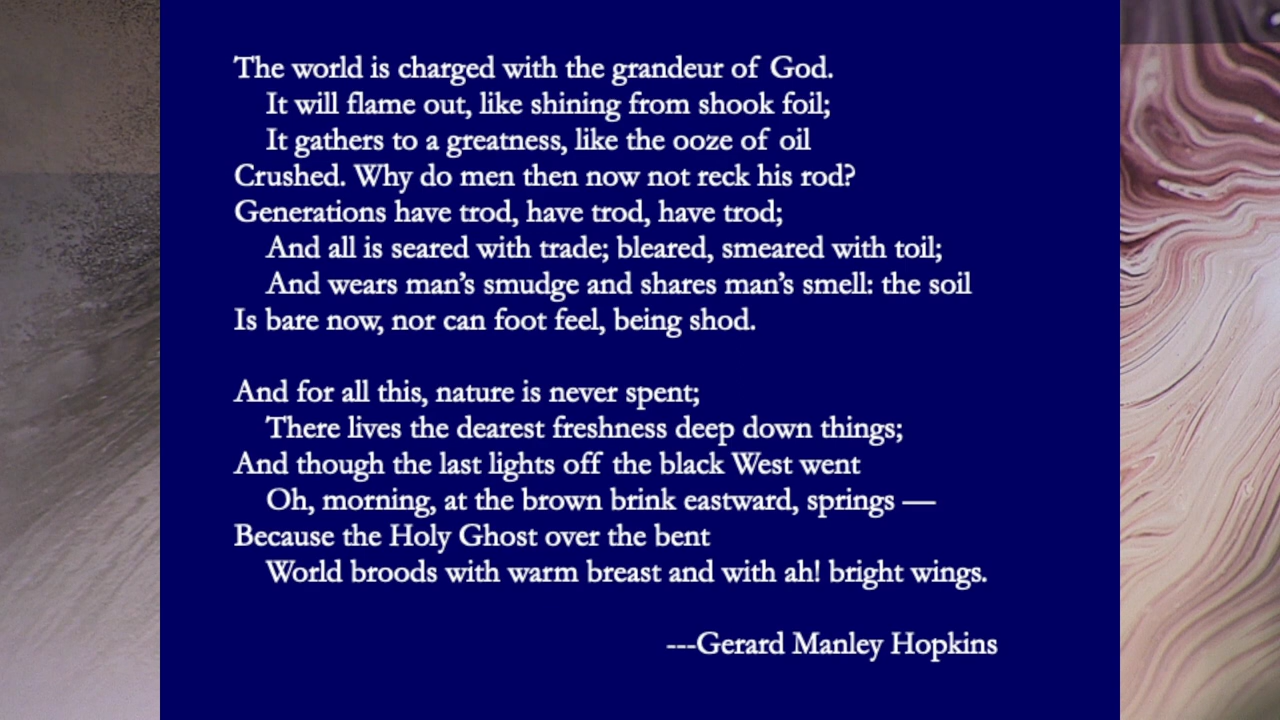 The world is charged with the grandeur of God.
It will flame out, like shining from shook foil;
It gathers to a greatness, like the ooze of oil
Crushed. Why do men then now not reck his rod?
Generations have trod, have trod, have trod;
And all is seared with trade; bleared, smeared with toil;
And wears man’s smudge and shares man’s smell: the soil
Is bare now, nor can foot feel, being shod.

And for all this, nature is never spent;
There lives the dearest freshness deep down things;
And though the last lights off the black West went
Oh, morning, at the brown brink eastward, springs —
Because the Holy Ghost over the bent
World broods with warm breast and with ah! bright wings.

---Gerard Manley Hopkins